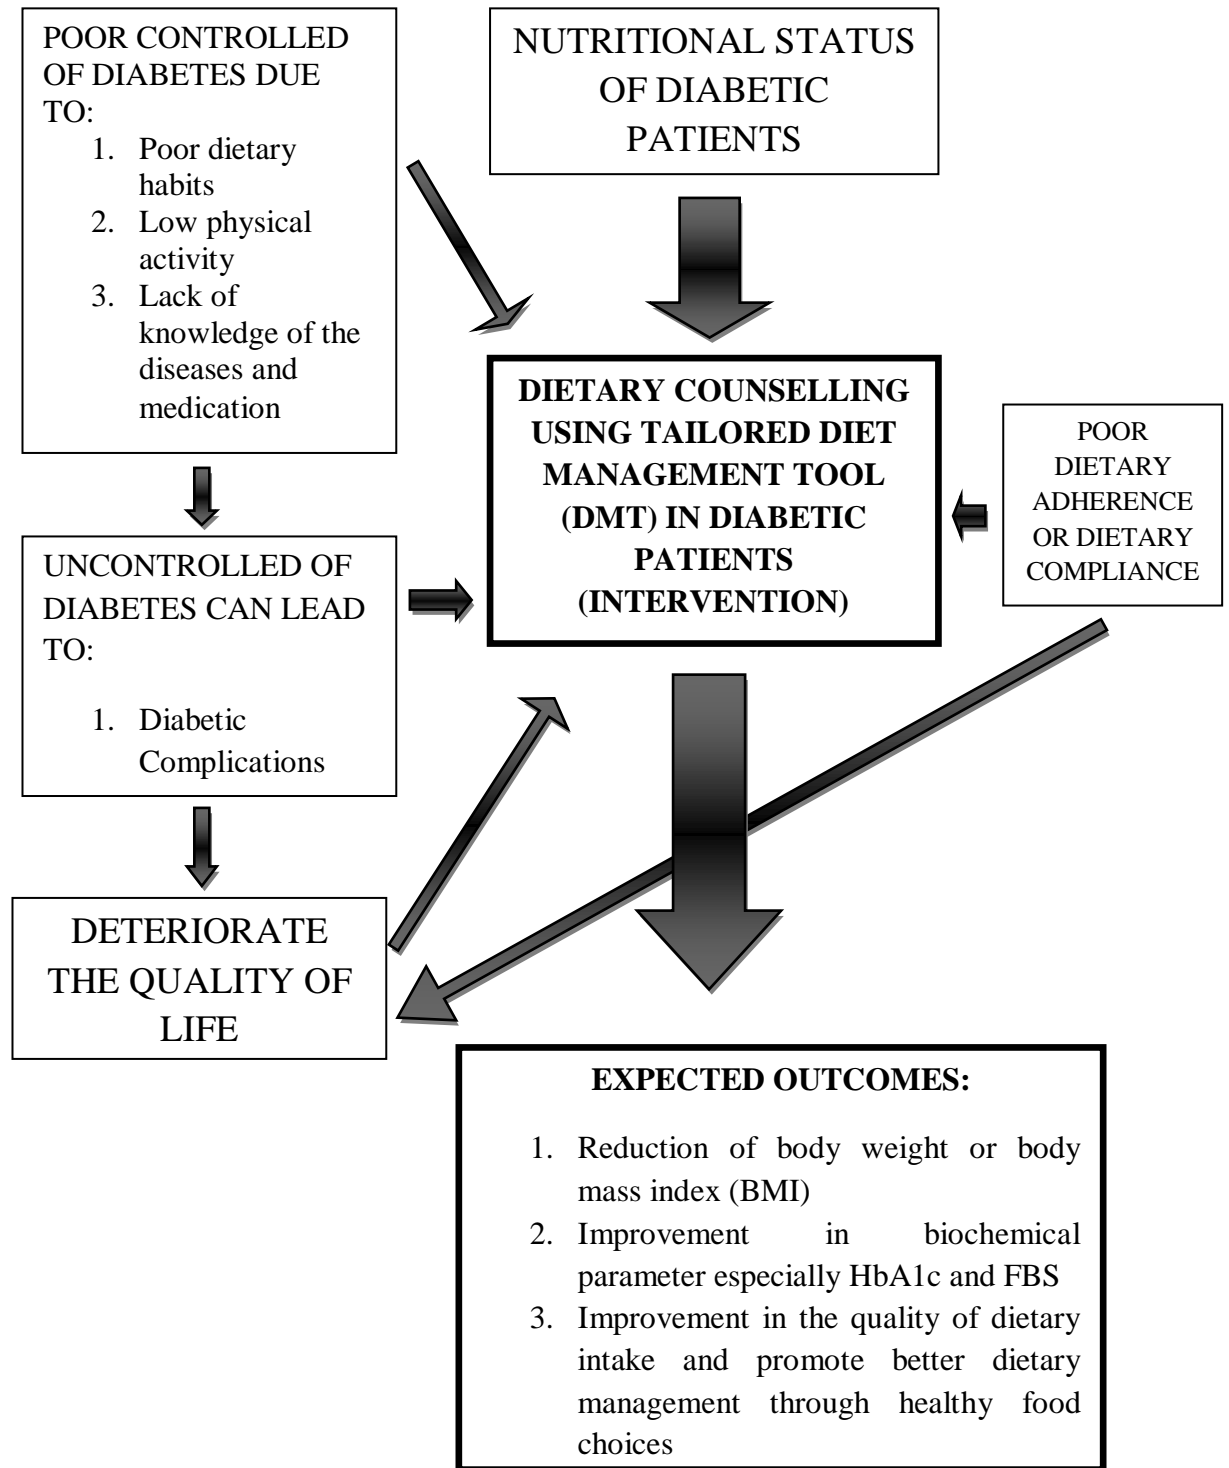 POOR CONTROLLED
OF DIABETES DUE
TO:
1. Poor dietary
habits
2. Low physical
activity
3. Lack of
knowledge of the
diseases and
medication
NUTRITIONAL STATUS
OF DIABETIC
PATIENTS
DIETARY COUNSELLING
USING TAILORED DIET
MANAGEMENT TOOL
(DMT) IN DIABETIC
PATIENTS
(INTERVENTION)
POOR
DIETARY
ADHERENCE
OR DIETARY
COMPLIANCE
UNCONTROLLED OF
DIABETES CAN LEAD
TO:
1. Diabetic
Complications
DETERIORATE
THE QUALITY OF
LIFE
EXPECTED OUTCOMES:
1. Reduction of body weight or body
mass index (BMI)
2. Improvement in biochemical
parameter especially HbA1c and FBS
3. Improvement in the quality of dietary
intake and promote better dietary
management through healthy food
choices